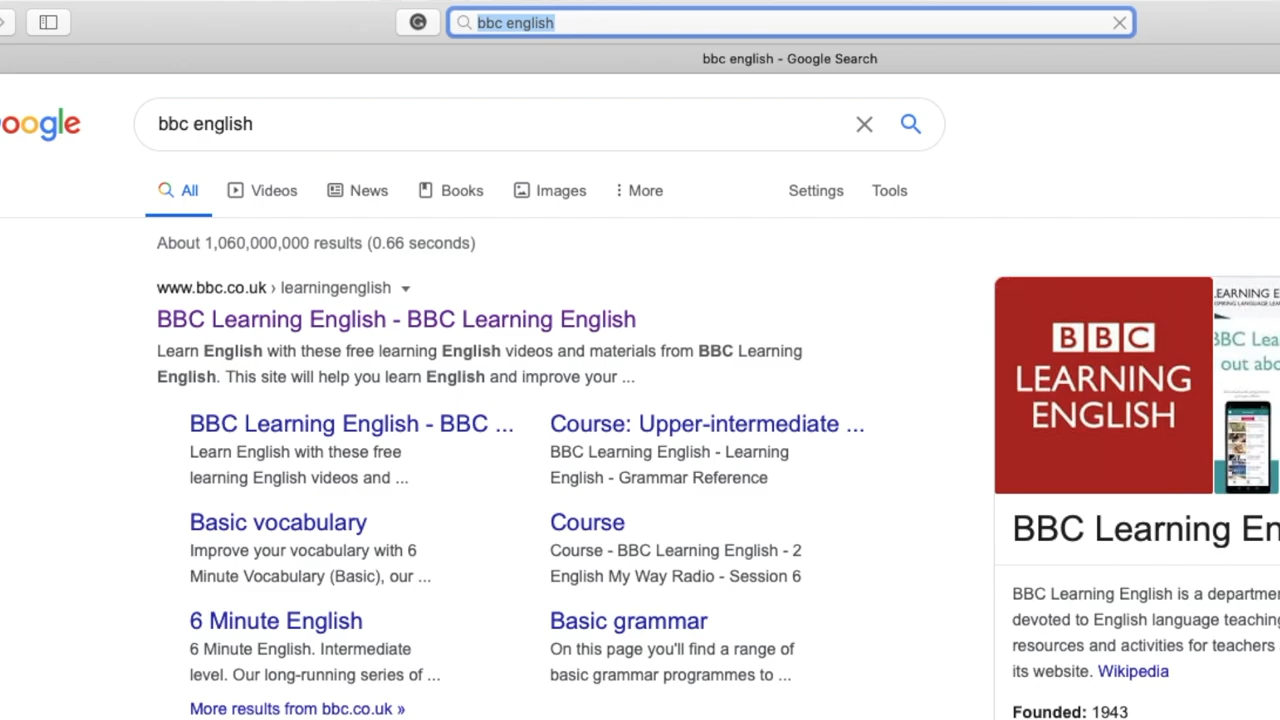 bbc english
bbc english - Google Search
oogle
bbc english
All Videos News Books Images More Settings Tools
About 1,060,000,000 results (0.66 seconds)
www.bbc.co.uk › learningenglish
BBC Learning English - BBC Learning English
Learn English with these free learning English videos and materials from BBC Learning
English. This site will help you learn English and improve your ...
BBC Learning English - BBC ...
Learn English with these free
learning English videos and ...
Course: Upper-intermediate ...
BBC Learning English - Learning
English - Grammar Reference
Basic vocabulary
Improve your vocabulary with 6
Minute Vocabulary (Basic), our ...
Course
Course - BBC Learning English - 2
English My Way Radio - Session 6
6 Minute English
6 Minute English. Intermediate
level. Our long-running series of ...
Basic grammar
On this page you'll find a range of
basic grammar programmes to ...
More results from bbc.co.uk »
BBC
LEARNING
ENGLISH
EARNING E
BBC Lea
out abo
BBC Learning En
BBC Learning English is a departmen
devoted to English language teaching
resources and activities for teachers
its website. Wikipedia
Founded: 1943